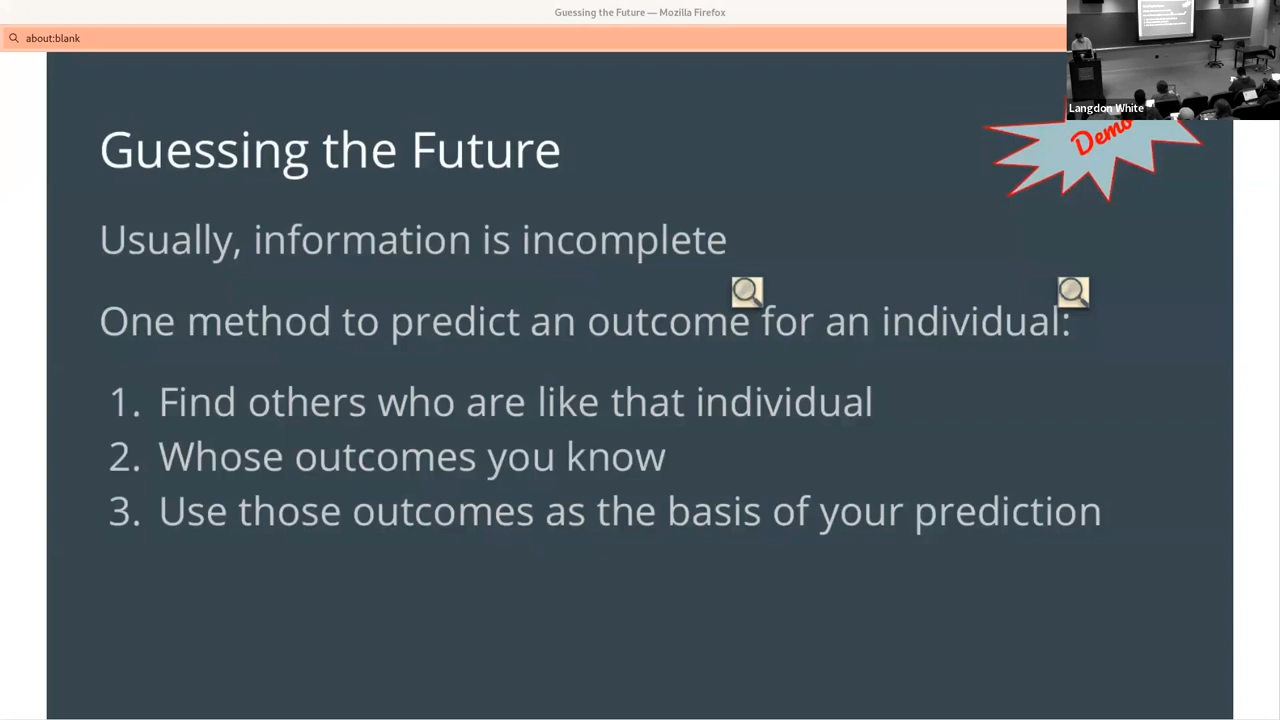 Guessing the Future — Mozilla Firefox
about:blank
Langdon White
Demo
Guessing the Future
Usually, information is incomplete
One method to predict an outcome for an individual:
1. Find others who are like that individual
2. Whose outcomes you know
3. Use those outcomes as the basis of your prediction